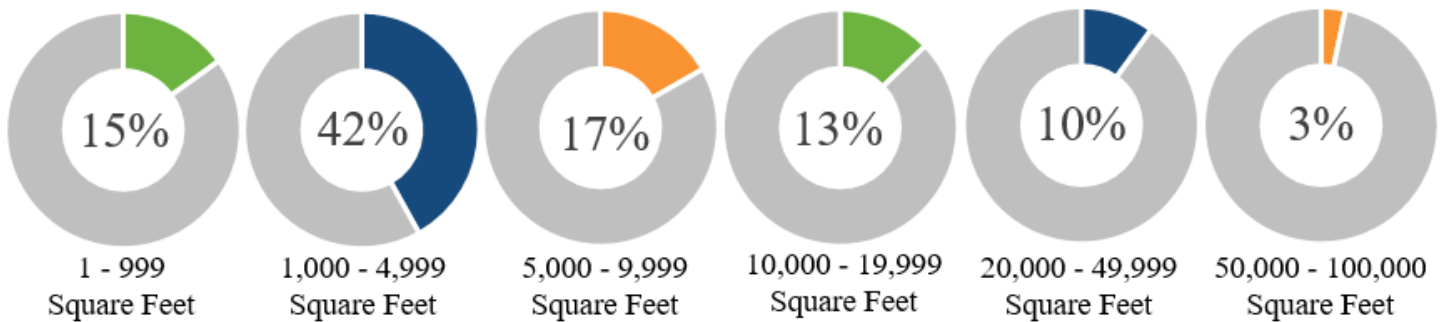 15%
42%
17%
13%
10%
3%
1 - 999
Square Feet
1,000 - 4,999
Square Feet
5,000 - 9,999
Square Feet
10,000 - 19,999
Square Feet
20,000 - 49,999
Square Feet
50,000 - 100,000
Square Feet